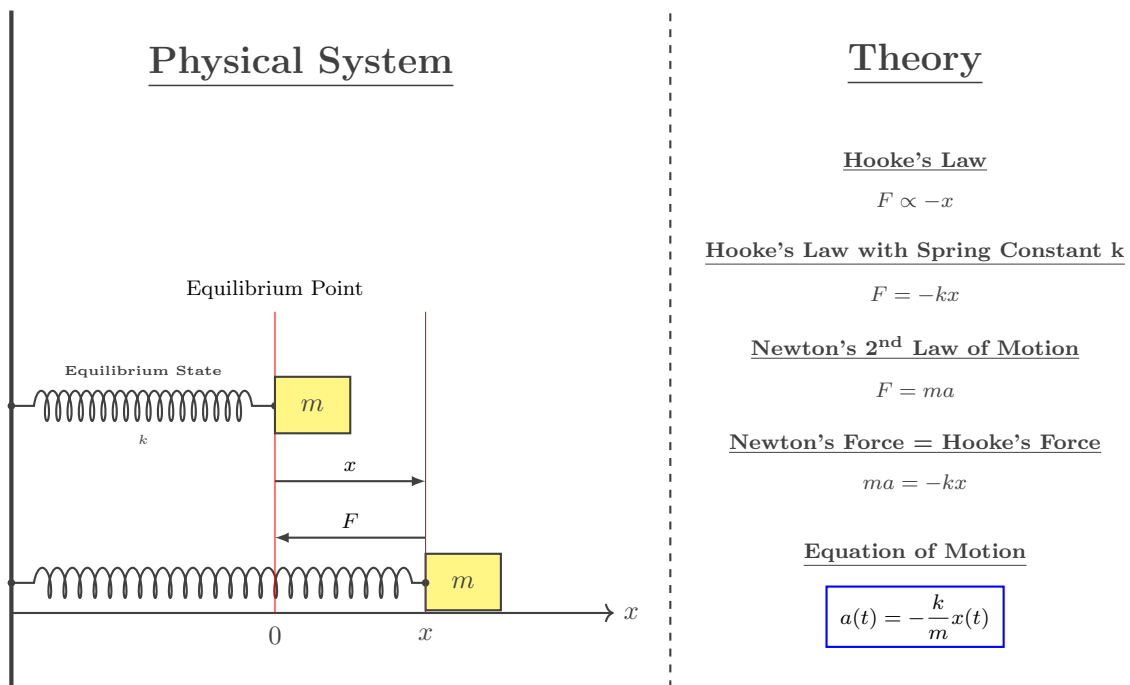 Physical System
Equilibrium Point
Equilibrium State
k
m
x
F
m
x
0
x
Theory
Hooke's Law
F ∝ −x
Hooke's Law with Spring Constant k
F = −kx
Newton's 2nd Law of Motion
F = ma
Newton's Force = Hooke's Force
ma = −kx
Equation of Motion
a(t) = −k/m x(t)